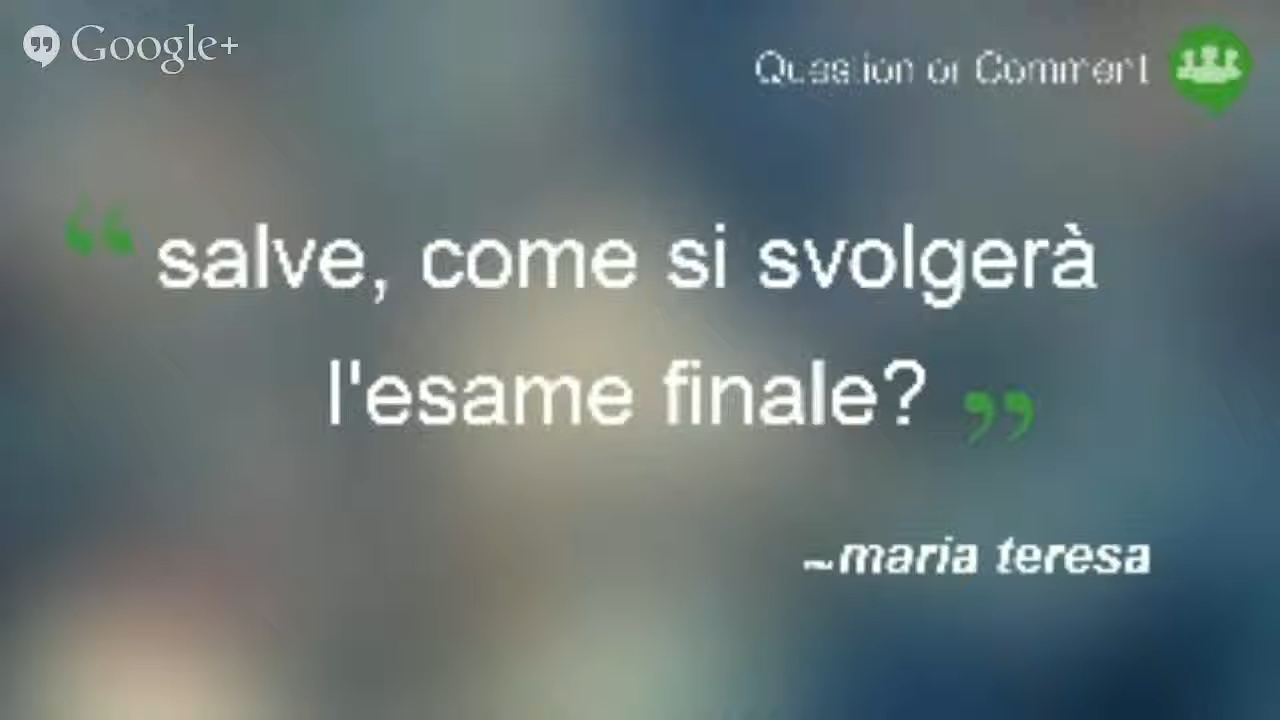 Google+
Question or Comment
“ salve, come si svolgerà
l'esame finale? ”
~maria teresa